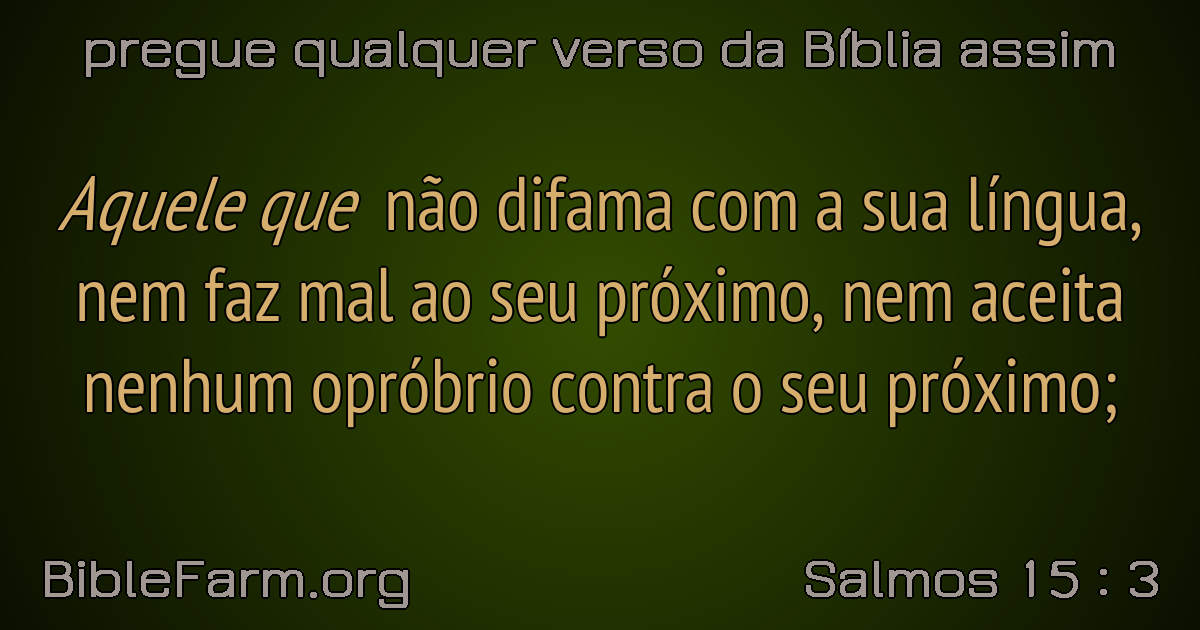 pregue qualquer verso da Bíblia assim
Aquele que não difama com a sua língua,
nem faz mal ao seu próximo, nem aceita
nenhum opróbrio contra o seu próximo;
BibleFarm.org
Salmos 15 : 3